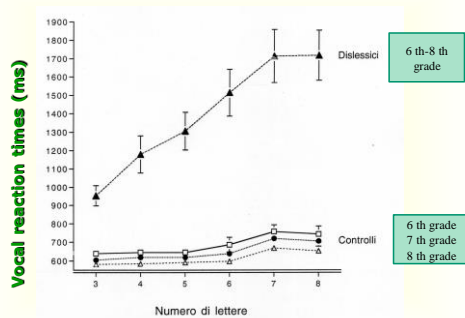 Vocal reaction times (ms)
1900
1800
1700
1600
1500
1400
1300
1200
1100
1000
900
800
700
600
3 4 5 6 7 8
Numero di lettere
Dislessici
Controlli
6 th-8 th
grade
6 th grade
7 th grade
8 th grade